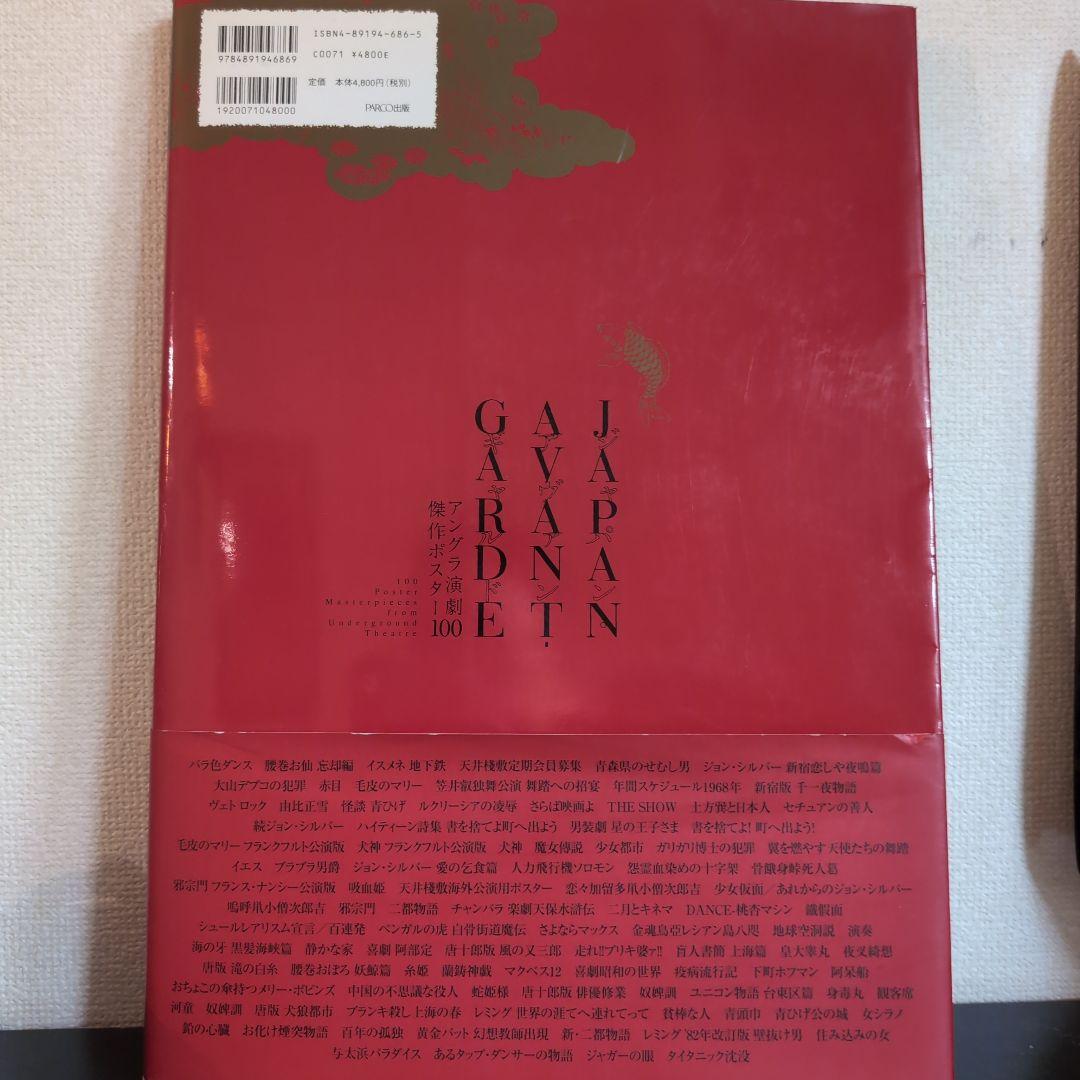 ISBN4-89194-686-5
C0071 ¥4800E
9784891946869
定価 本体4,800円(税別)
1920071048000
PARCO出版
JAPAN
ジャパン。
AVANT-
アヴァン
GARDE
ギャルド
アングラ演劇
傑作ポスター100
100
Poster
Masterpieces
from
Underground
Theatre
バラ色ダンス 腰巻お仙 忘却編 イスメネ 地下鉄 天井棧敷定期会員募集 青森県のせむし男 ジョン・シルバー 新宿恋しや夜鳴篇
大山デブコの犯罪 赤目 毛皮のマリー 笠井叡独舞公演 舞踏への招宴 年間スケジュール1968年 新宿版 千一夜物語
ヴェトロック 由比正雪 怪談 青ひげ ルクリーシアの凌辱 さらば映画よ THE SHOW 土方巽と日本人 セチュアンの善人
続ジョン・シルバー ハイティーン詩集 書を捨てよ町へ出よう 男装劇 星の王子さま 書を捨てよ! 町へ出よう!
毛皮のマリー フランクフルト公演版 犬神 フランクフルト公演版 犬神 魔女傳説 少女都市 ガリガリ博士の犯罪 翼を燃やす天使たちの舞踏
イエス ブラブラ男爵 ジョン・シルバー 愛の乞食篇 人力飛行機ソロモン 怨霊血染めの十字架 骨餓身峠死人葛
邪宗門 フランス・ナンシー公演版 吸血姫 天井棧敷海外公演用ポスター 恋々加留多鼡小僧次郎吉 少女仮面/あれからのジョン・シルバー
嗚呼鼡小僧次郎吉 邪宗門 二都物語 チャンバラ 楽劇天保水滸伝 二月とキネマ DANCE-桃杏マシン 鐵假面
シュールレアリスム宣言/百連発 ベンガルの虎 白骨街道魔伝 さよならマックス 金魂鳥亞レシアン島八咫 地球空洞説 演奏
海の牙 黒髪海峡篇 静かな家 喜劇 阿部定 唐十郎版 風の又三郎 走れ!!ブリキ婆ァ!! 盲人書簡 上海篇 皇大睾丸 夜叉綺想
唐版 滝の白糸 腰巻おぼろ 妖鯨篇 糸姫 蘭鋳神戯 マクベス12 喜劇昭和の世界 疫病流行記 下町ホフマン 阿呆船
おちょこの傘持つメリー・ポピンズ 中国の不思議な役人 蛇姫様 唐十郎版 俳優修業 奴婢訓 ユニコン物語 台東区篇 身毒丸 観客席
河童 奴婢訓 唐版 犬狼都市 ブランキ殺し上海の春 レミング 世界の涯てへ連れてって 貧棒な人 青頭巾 青ひげ公の城 女シラノ
鉛の心臓 お化け煙突物語 百年の孤独 黄金バット 幻想教師出現 新・二都物語 レミング '82年改訂版 壁抜け男 住み込みの女
与太浜パラダイス あるタップ・ダンサーの物語 ジャガーの眼 タイタニック沈没